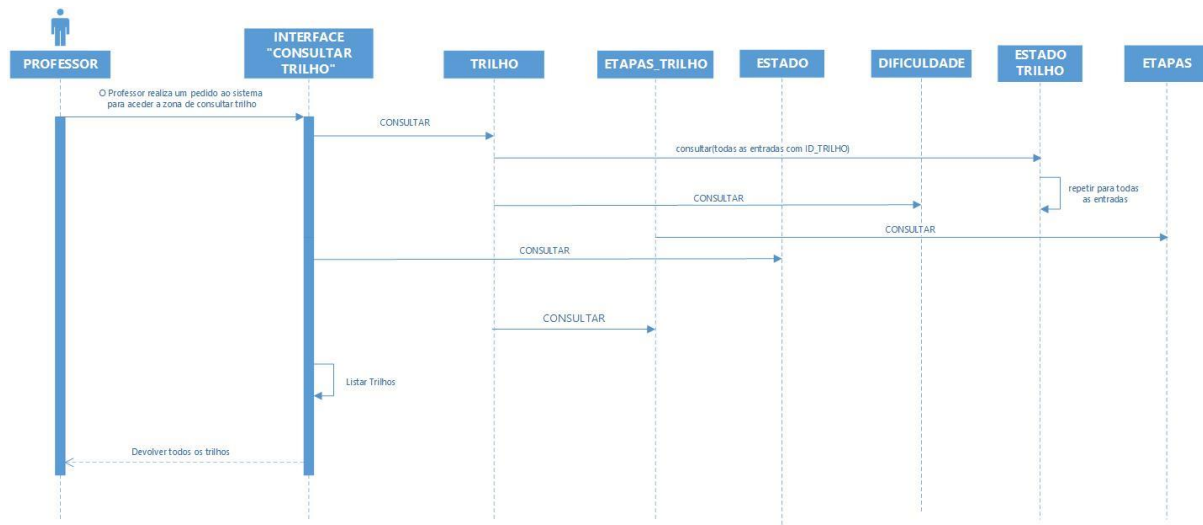 PROFESSOR
INTERFACE
"CONSULTAR
TRILHO"
TRILHO
ETAPAS_TRILHO
ESTADO
DIFICULDADE
ESTADO
TRILHO
ETAPAS
O Professor realiza um pedido ao sistema
para aceder a zona de consultar trilho
CONSULTAR
consultar(todas as entradas com ID_TRILHO)
repetir para todas
as entradas
CONSULTAR
CONSULTAR
CONSULTAR
CONSULTAR
Listar Trilhos
Devolver todos os trilhos